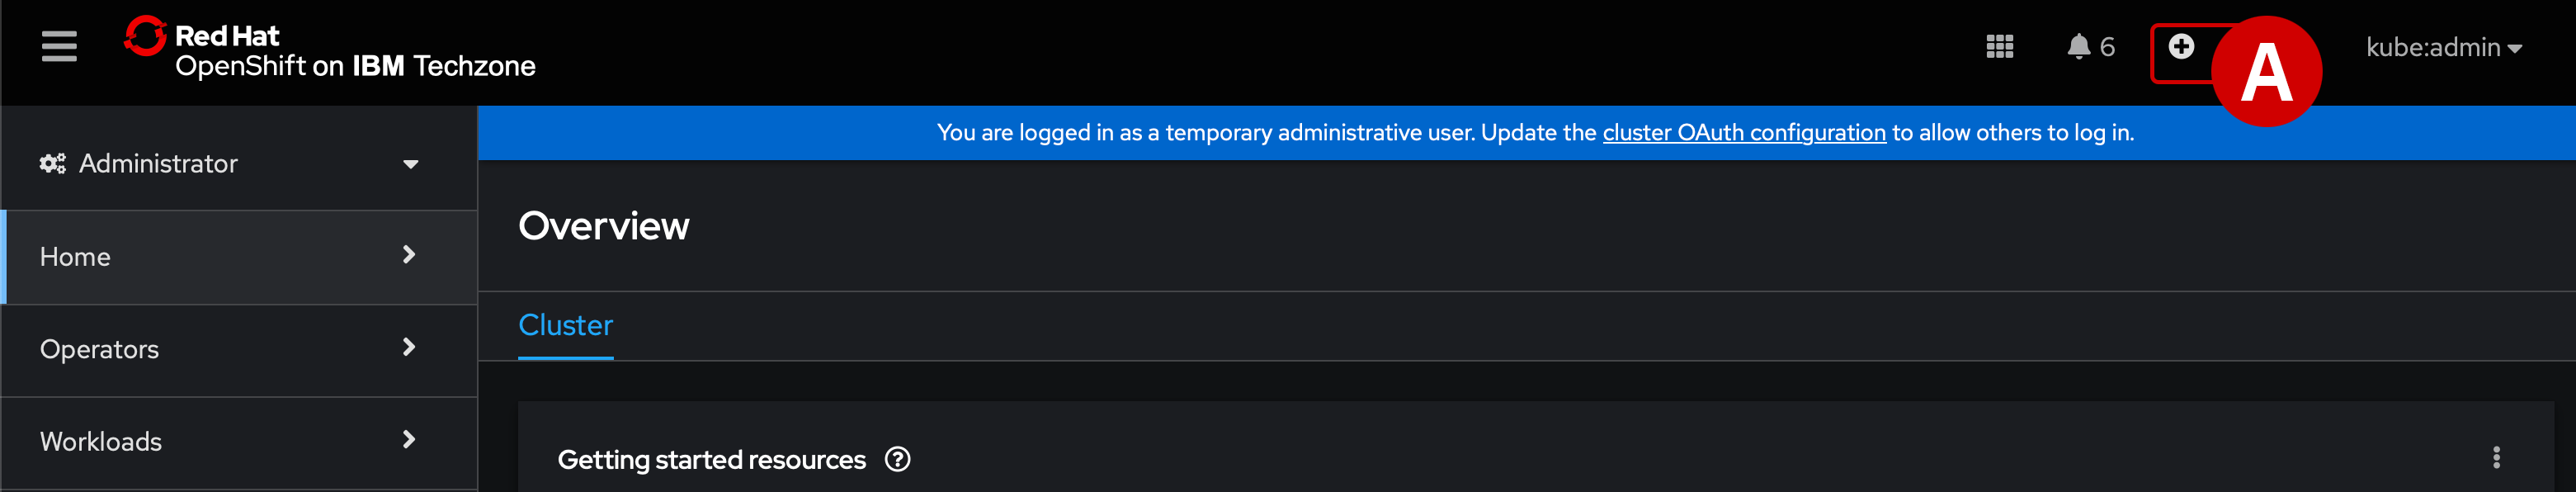 Red Hat
OpenShift on IBM Techzone
6
A
kube:admin
Administrator
You are logged in as a temporary administrative user. Update the cluster OAuth configuration to allow others to log in.
Home
Operators
Workloads
Overview
Cluster
Getting started resources